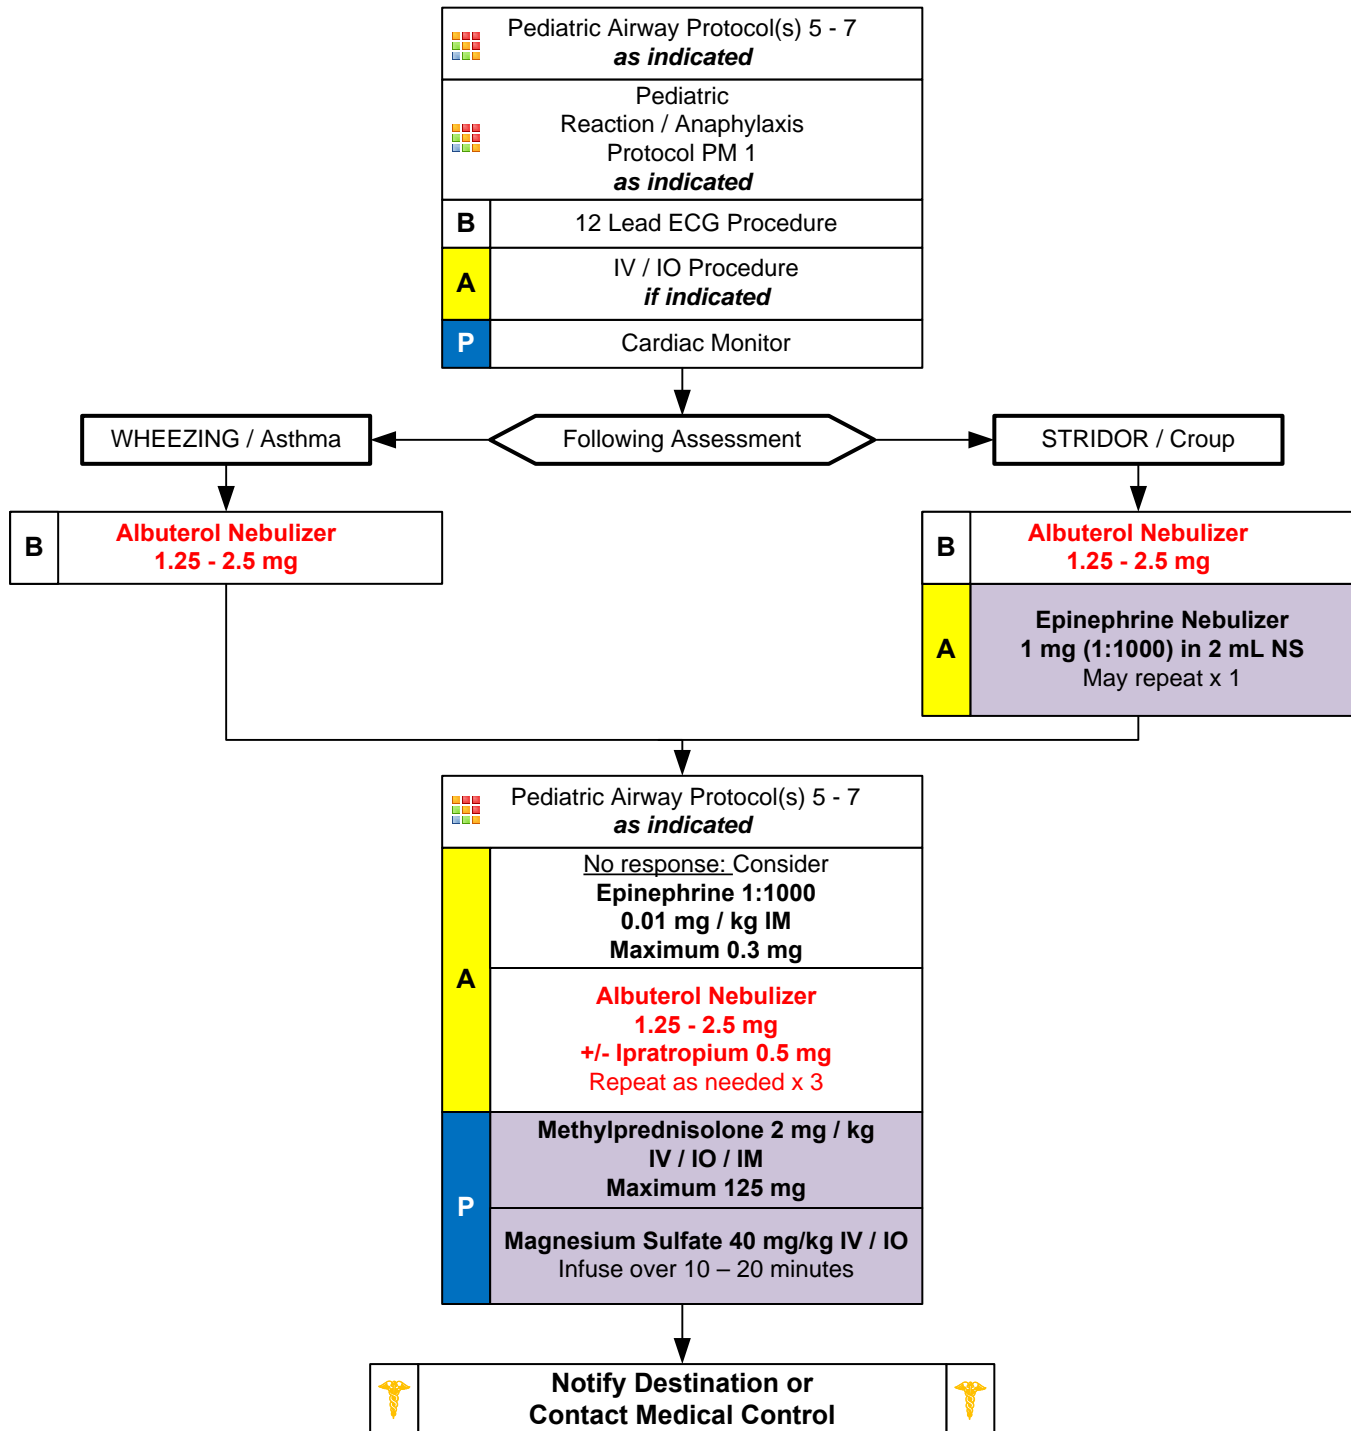 Pediatric Airway Protocol(s) 5 - 7
as indicated
Pediatric
Reaction / Anaphylaxis
Protocol PM 1
as indicated
B
12 Lead ECG Procedure
A
IV / IO Procedure
if indicated
P
Cardiac Monitor
WHEEZING / Asthma
Following Assessment
STRIDOR / Croup
B
Albuterol Nebulizer
1.25 - 2.5 mg
B
Albuterol Nebulizer
1.25 - 2.5 mg
A
Epinephrine Nebulizer
1 mg (1:1000) in 2 mL NS
May repeat x 1
Pediatric Airway Protocol(s) 5 - 7
as indicated
A
No response: Consider
Epinephrine 1:1000
0.01 mg / kg IM
Maximum 0.3 mg
Albuterol Nebulizer
1.25 - 2.5 mg
+/- Ipratropium 0.5 mg
Repeat as needed x 3
P
Methylprednisolone 2 mg / kg
IV / IO / IM
Maximum 125 mg
Magnesium Sulfate 40 mg/kg IV / IO
Infuse over 10 – 20 minutes
Notify Destination or
Contact Medical Control